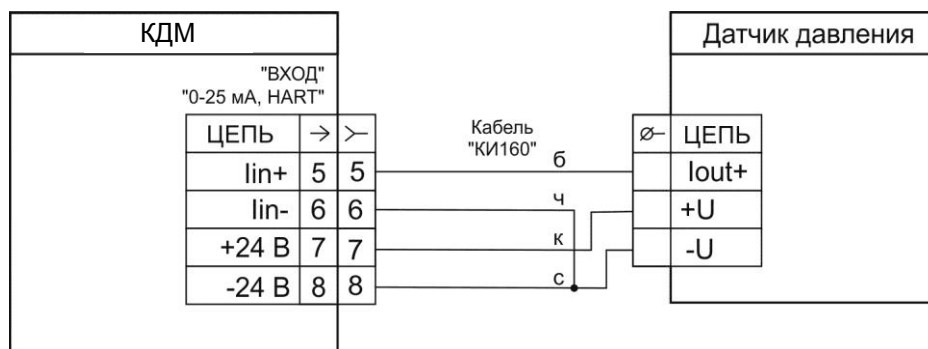 КДМ
Датчик давления
"ВХОД"
"0-25 мА, HART"
ЦЕПЬ
Кабель
"КИ160"
ЦЕПЬ
Iin+ 5 5
б
Iout+
Iin- 6 6
ч
+U
+24 В 7 7
к
-U
-24 В 8 8
с